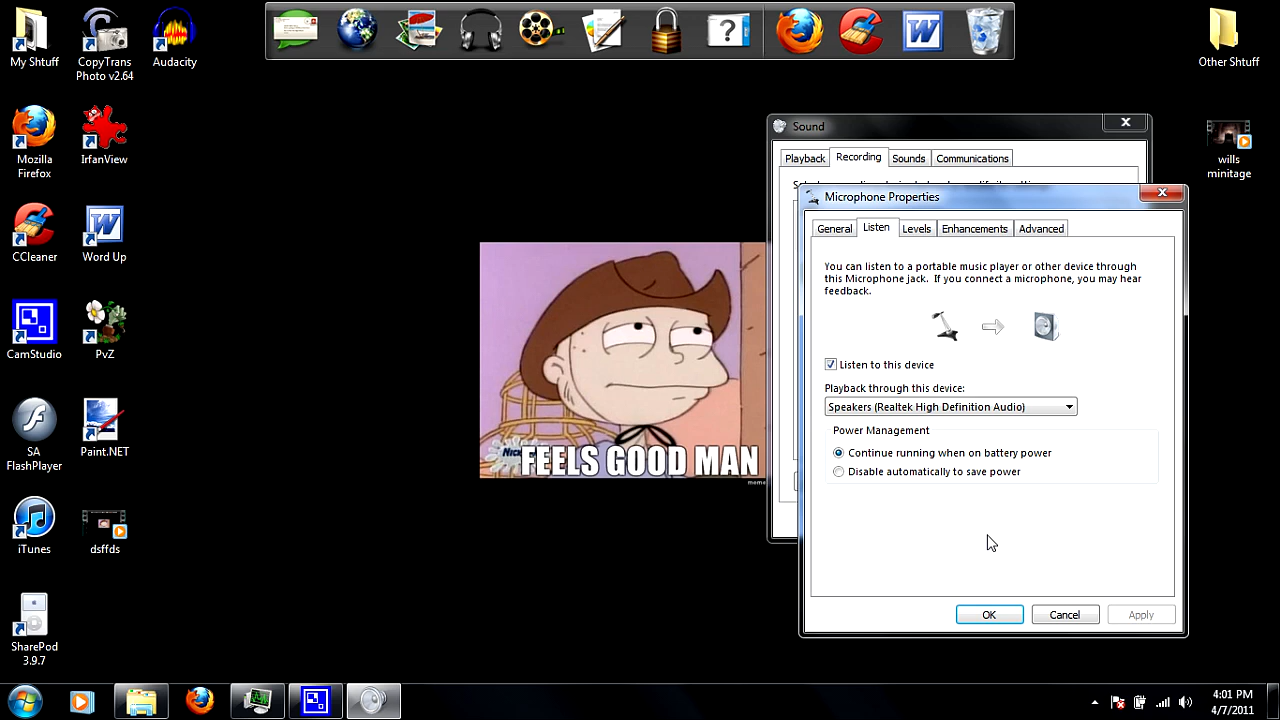 My Stuff
CopyTrans
Photo v2.64
Audacity
Mozilla
Firefox
IrfanView
CCleaner
Word Up
CamStudio
PvZ
SA
FlashPlayer
Paint.NET
iTunes
dsffds
SharePod
3.9.7
Other Stuff
wills
minitage
FEELS GOOD MAN
Sound
Playback
Recording
Sounds
Communications
Microphone Properties
General
Listen
Levels
Enhancements
Advanced
You can listen to a portable music player or other device through
this Microphone jack. If you connect a microphone, you may hear
feedback.
Listen to this device
Playback through this device:
Speakers (Realtek High Definition Audio)
Power Management
Continue running when on battery power
Disable automatically to save power
OK
Cancel
Apply
4:01 PM
4/7/2011